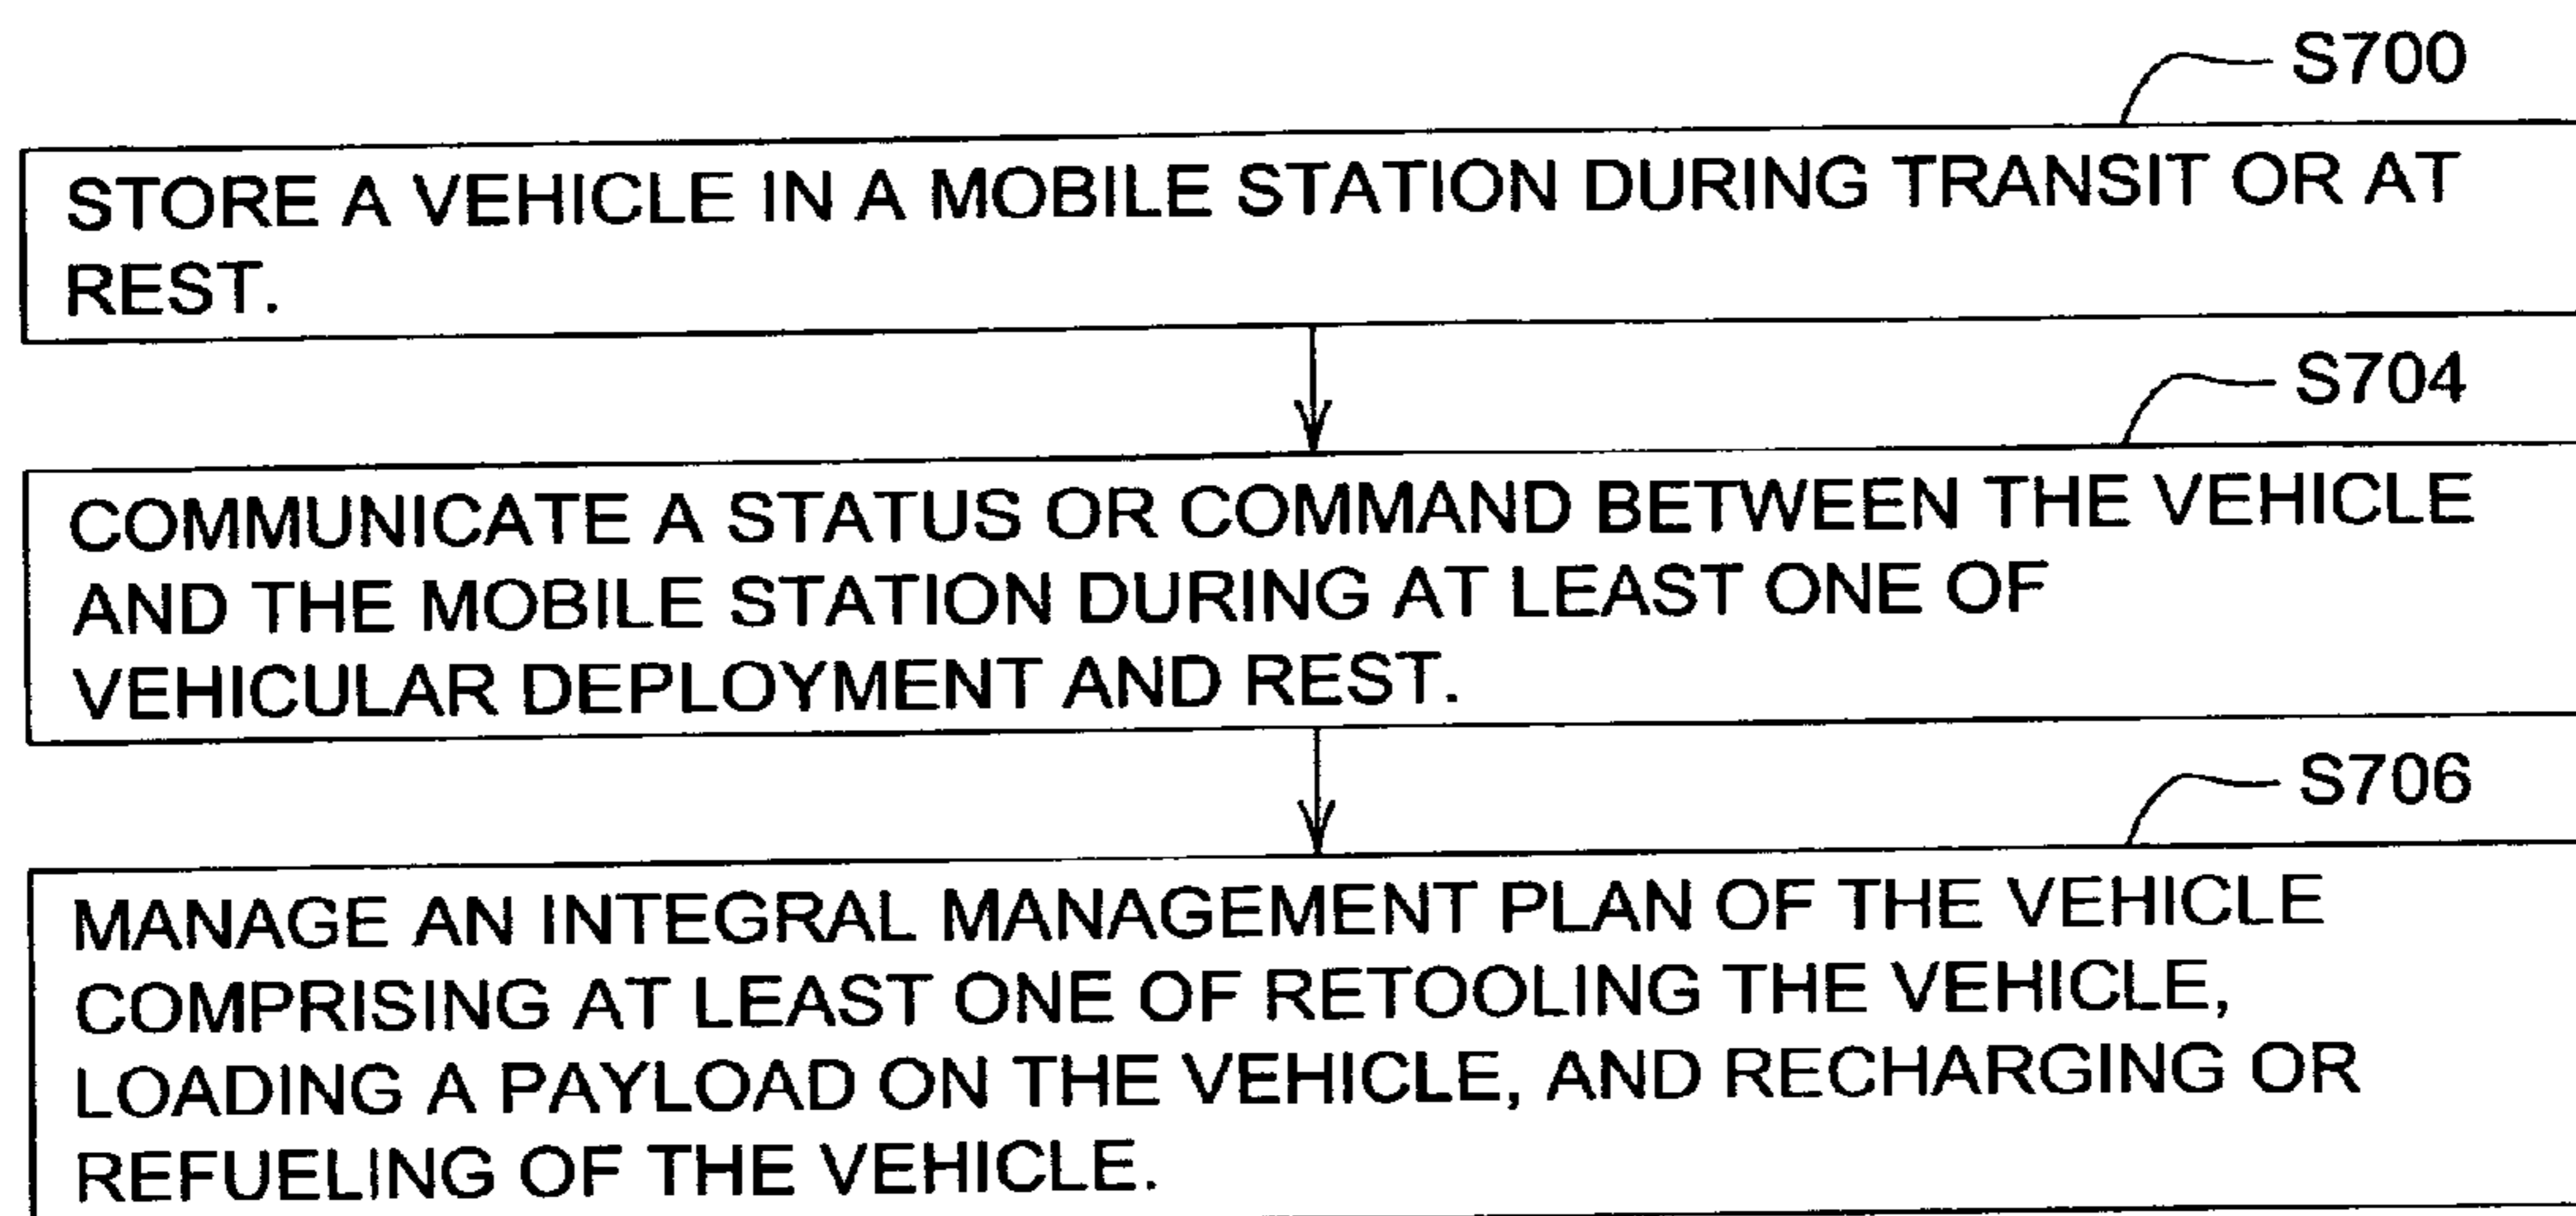 S700
STORE A VEHICLE IN A MOBILE STATION DURING TRANSIT OR AT
REST.
S704
COMMUNICATE A STATUS OR COMMAND BETWEEN THE VEHICLE
AND THE MOBILE STATION DURING AT LEAST ONE OF
VEHICULAR DEPLOYMENT AND REST.
S706
MANAGE AN INTEGRAL MANAGEMENT PLAN OF THE VEHICLE
COMPRISING AT LEAST ONE OF RETOOLING THE VEHICLE,
LOADING A PAYLOAD ON THE VEHICLE, AND RECHARGING OR
REFUELING OF THE VEHICLE.